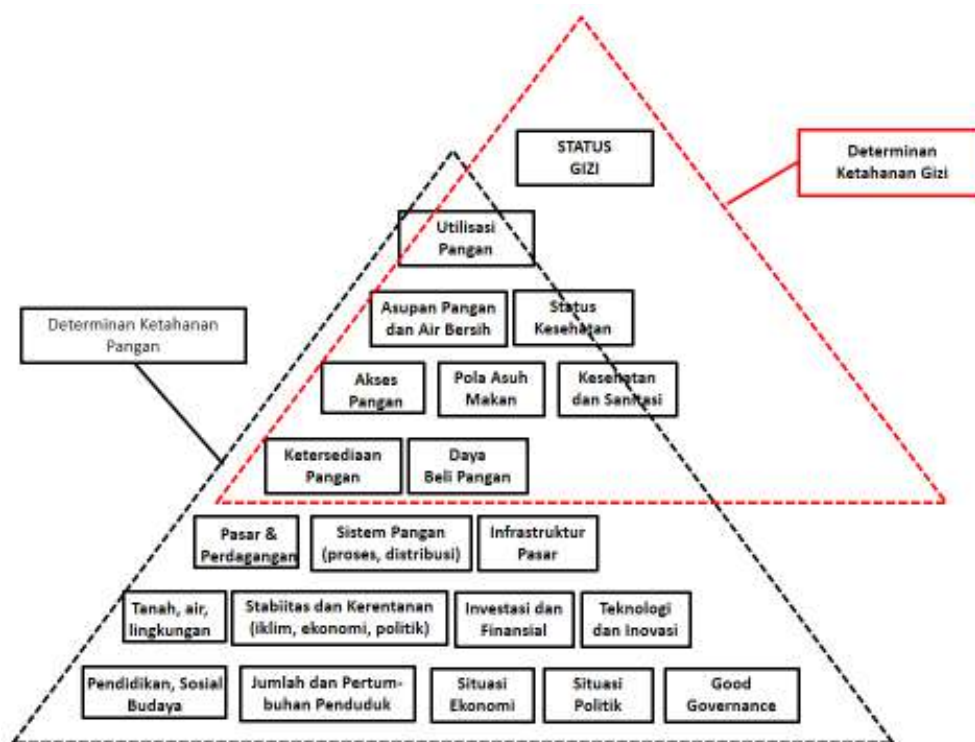 STATUS
GIZI
Determinan
Ketahanan Gizi
Utilisasi
Pangan
Determinan Ketahanan
Pangan
Asupan Pangan
dan Air Bersih
Status
Kesehatan
Akses
Pangan
Pola Asuh
Makan
Kesehatan
dan Sanitasi
Ketersediaan
Pangan
Daya
Beli Pangan
Pasar &
Perdagangan
Sistem Pangan
(proses, distribusi)
Infrastruktur
Pasar
Tanah, air,
lingkungan
Stabiitas dan Kerentanan
(iklim, ekonomi, politik)
Investasi dan
Finansial
Teknologi
dan Inovasi
Pendidikan, Sosial
Budaya
Jumlah dan Pertum-
buhan Penduduk
Situasi
Ekonomi
Situasi
Politik
Good
Governance